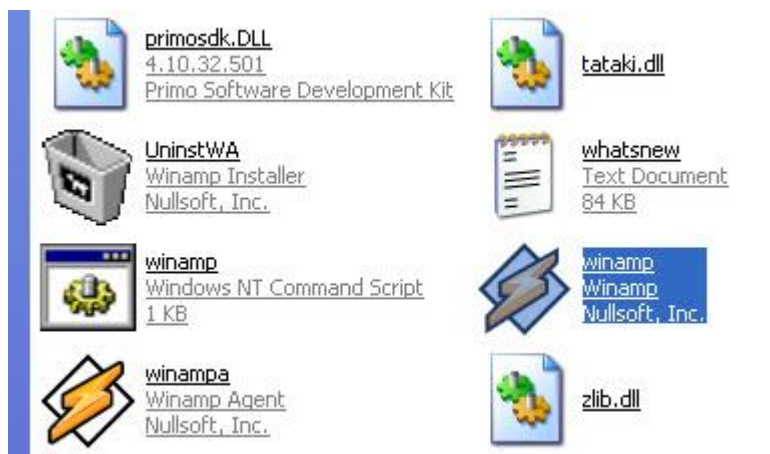 primosdk.DLL
4.10.32.501
Primo Software Development Kit
tataki.dll
UninstWA
Winamp Installer
Nullsoft, Inc.
whatsnew
Text Document
84 KB
winamp
Windows NT Command Script
1 KB
winamp
Winamp
Nullsoft, Inc.
winampa
Winamp Agent
Nullsoft, Inc.
zlib.dll